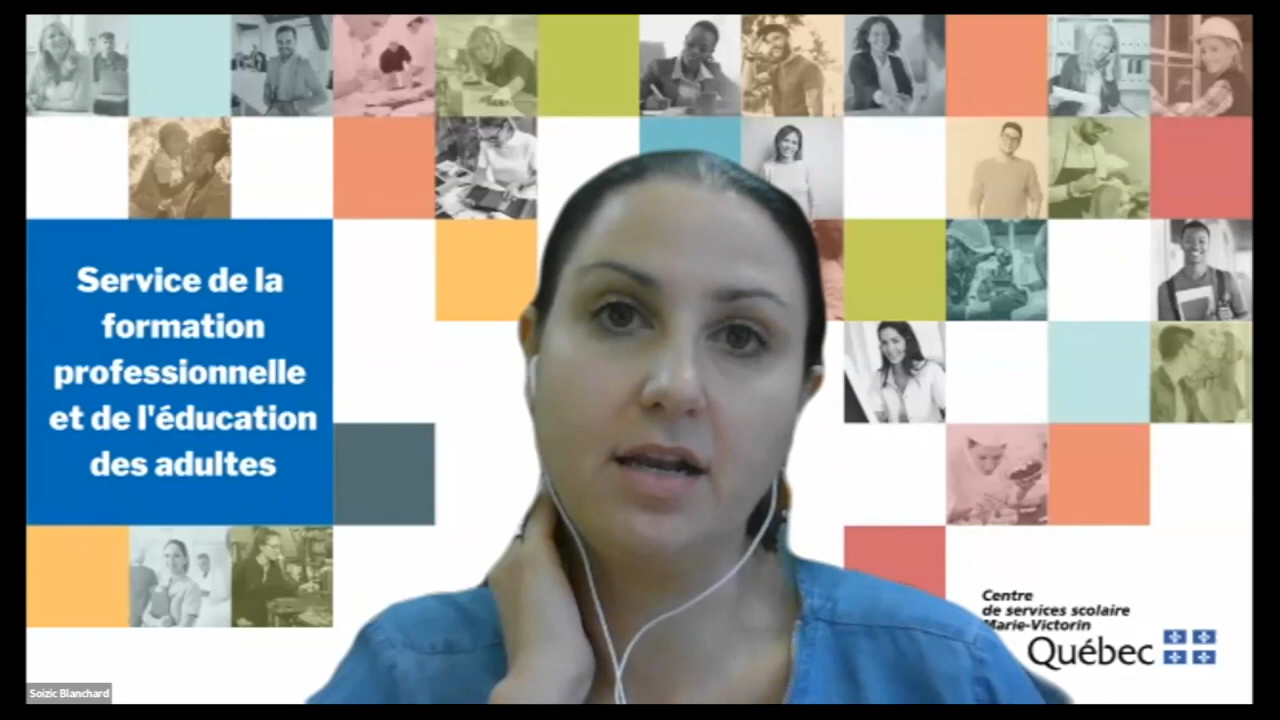 Service de la
formation
professionnelle
et de l'éducation
des adultes
Centre
de services scolaire
Marie-Victorin
Québec
Soizic Blanchard